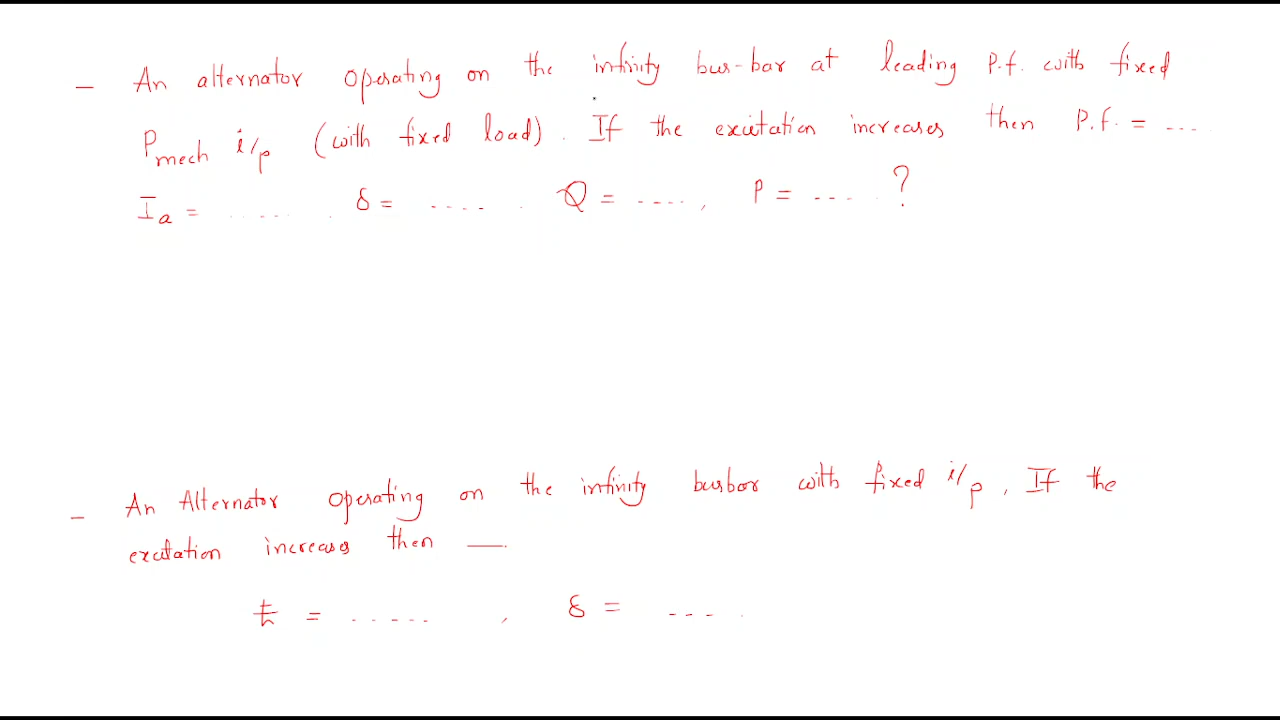 - An alternator operating on the infinity bus-bar at leading P.f. with fixed
Pmech i/p (with fixed load). If the excitation increases then P.f. = ....
Ia = ...... δ = ..... Q = ...., P = .... ?
- An Alternator operating on the infinity busbar with fixed i/p, If the
excitation increases then —
= ....., δ = ....